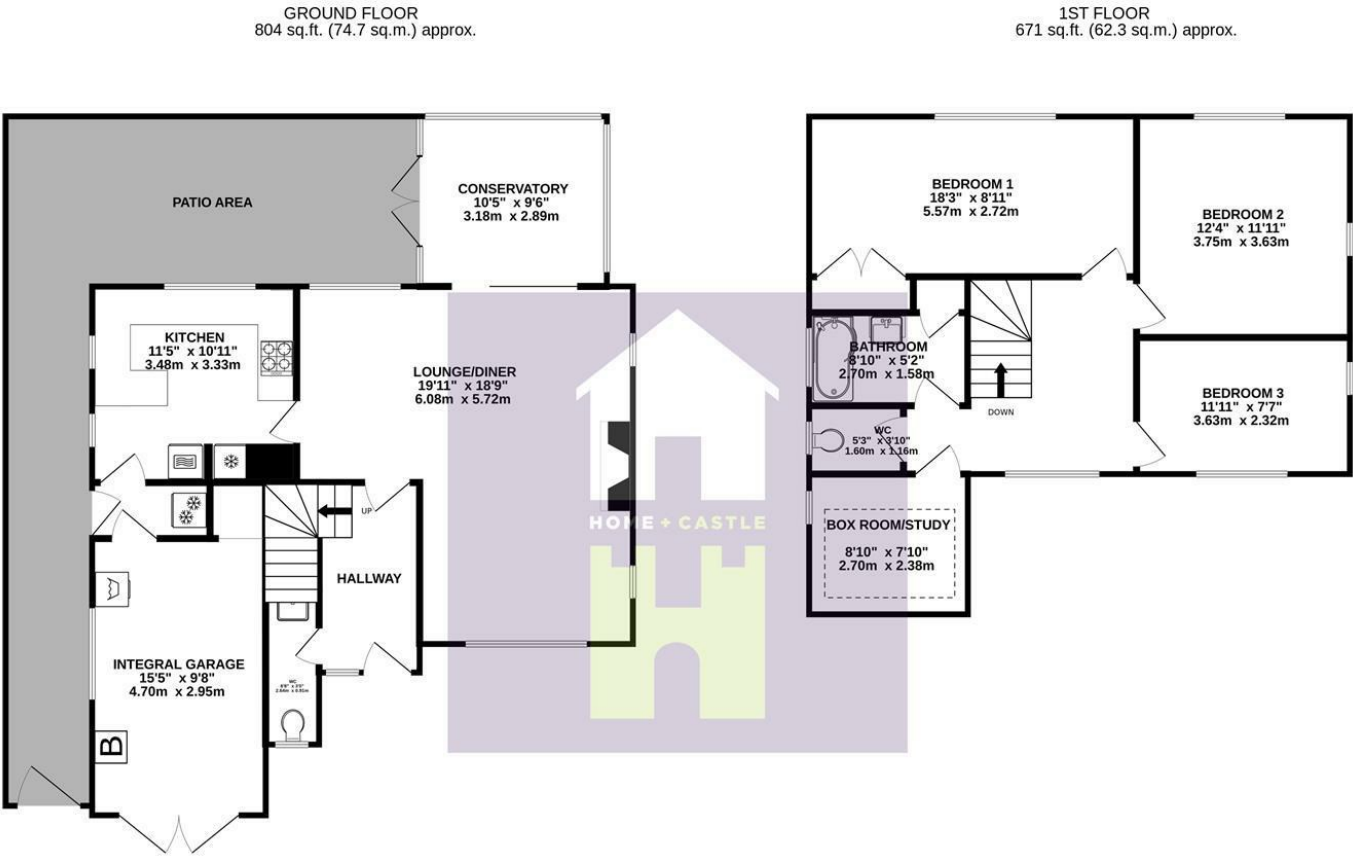 GROUND FLOOR
804 sq.ft. (74.7 sq.m.) approx.
1ST FLOOR
671 sq.ft. (62.3 sq.m.) approx.
PATIO AREA
CONSERVATORY
10'5" x 9'6"
3.18m x 2.89m
KITCHEN
11'5" x 10'11"
3.48m x 3.33m
LOUNGE/DINER
19'11" x 18'9"
6.08m x 5.72m
UP
HALLWAY
INTEGRAL GARAGE
15'5" x 9'8"
4.70m x 2.95m
WC
B
BEDROOM 1
18'3" x 8'11"
5.57m x 2.72m
BEDROOM 2
12'4" x 11'11"
3.75m x 3.63m
BATHROOM
8'10" x 5'2"
2.70m x 1.58m
DOWN
BEDROOM 3
11'11" x 7'7"
3.63m x 2.32m
WC
5'3" x 3'10"
1.60m x 1.16m
BOX ROOM/STUDY
8'10" x 7'10"
2.70m x 2.38m
HOME + CASTLE